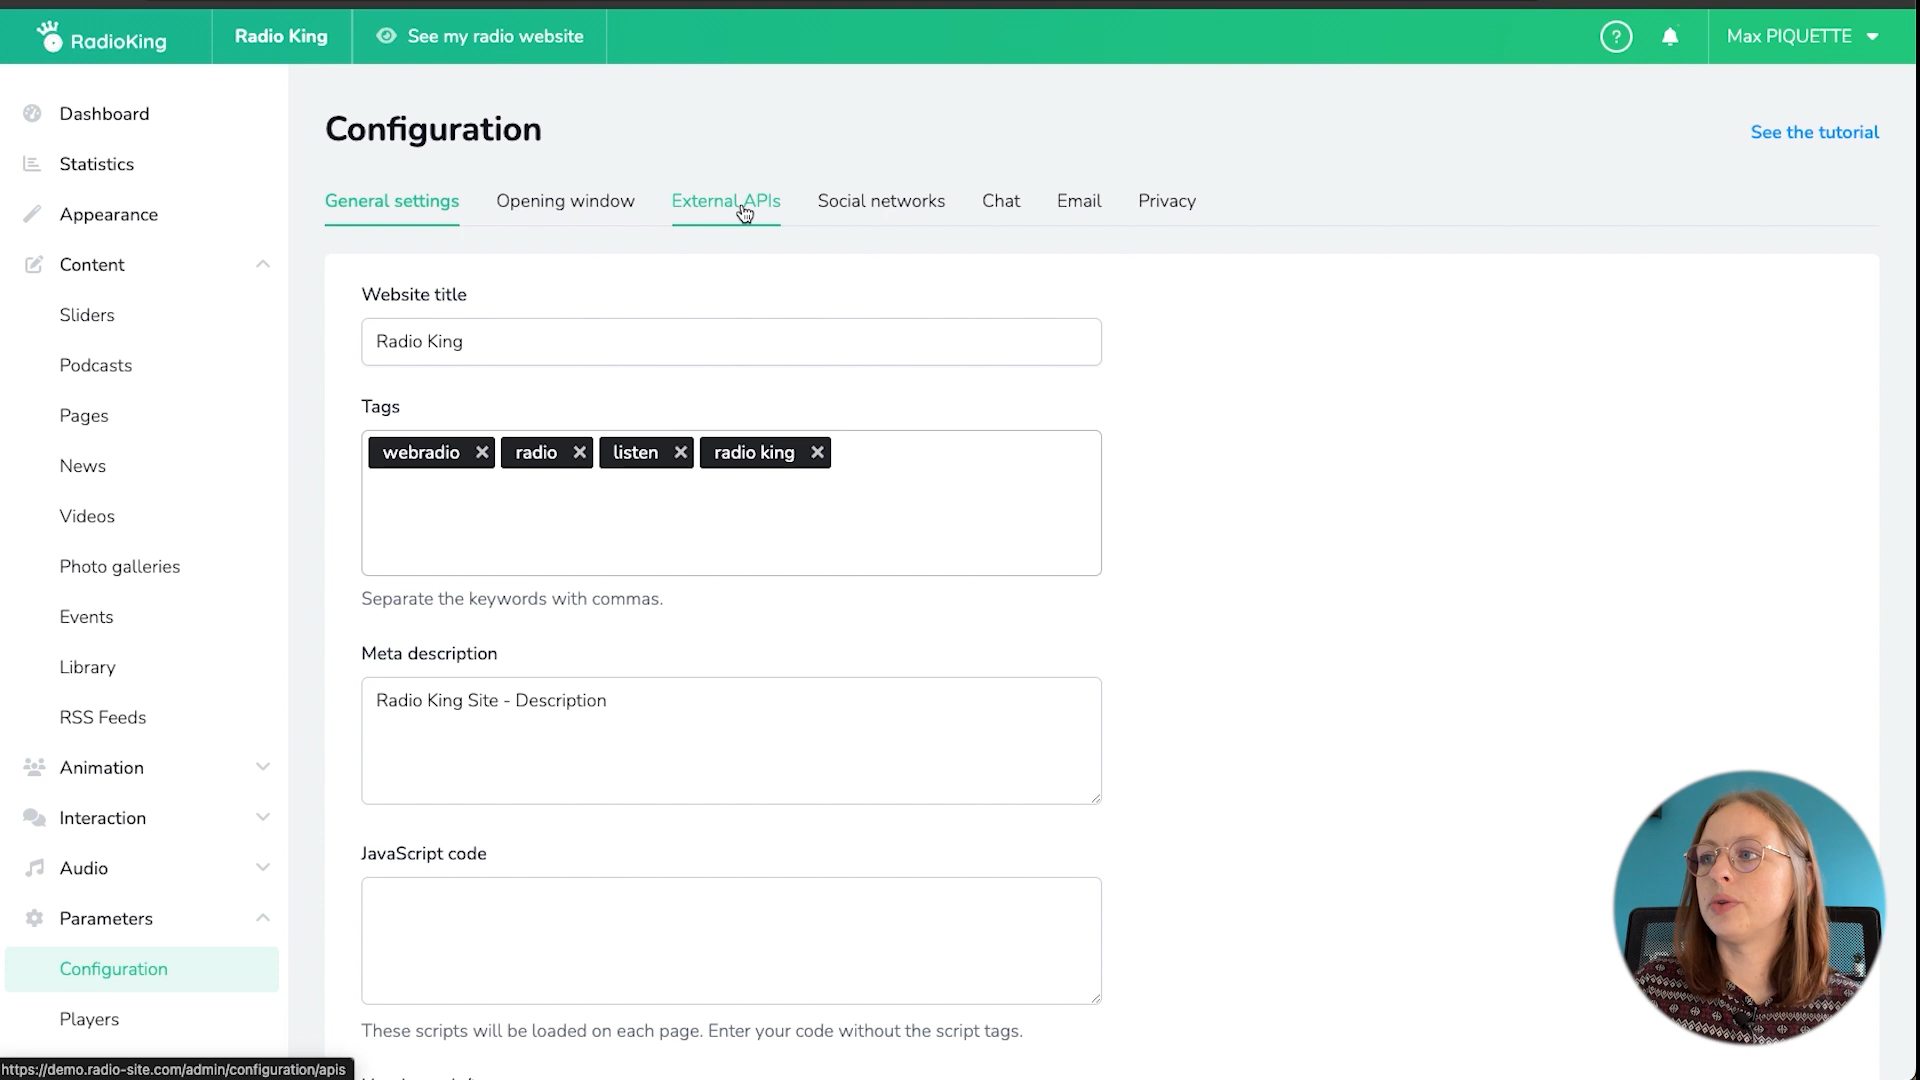 RadioKing
Radio King
See my radio website
?
Max PIQUETTE
Dashboard
Statistics
Appearance
Content
Sliders
Podcasts
Pages
News
Videos
Photo galleries
Events
Library
RSS Feeds
Animation
Interaction
Audio
Parameters
Configuration
Players
Configuration
See the tutorial
General settings
Opening window
External APIs
Social networks
Chat
Email
Privacy
Website title
Radio King
Tags
webradio
radio
listen
radio king
Separate the keywords with commas.
Meta description
Radio King Site - Description
JavaScript code
These scripts will be loaded on each page. Enter your code without the script tags.
https://demo.radio-site.com/admin/configuration/apis